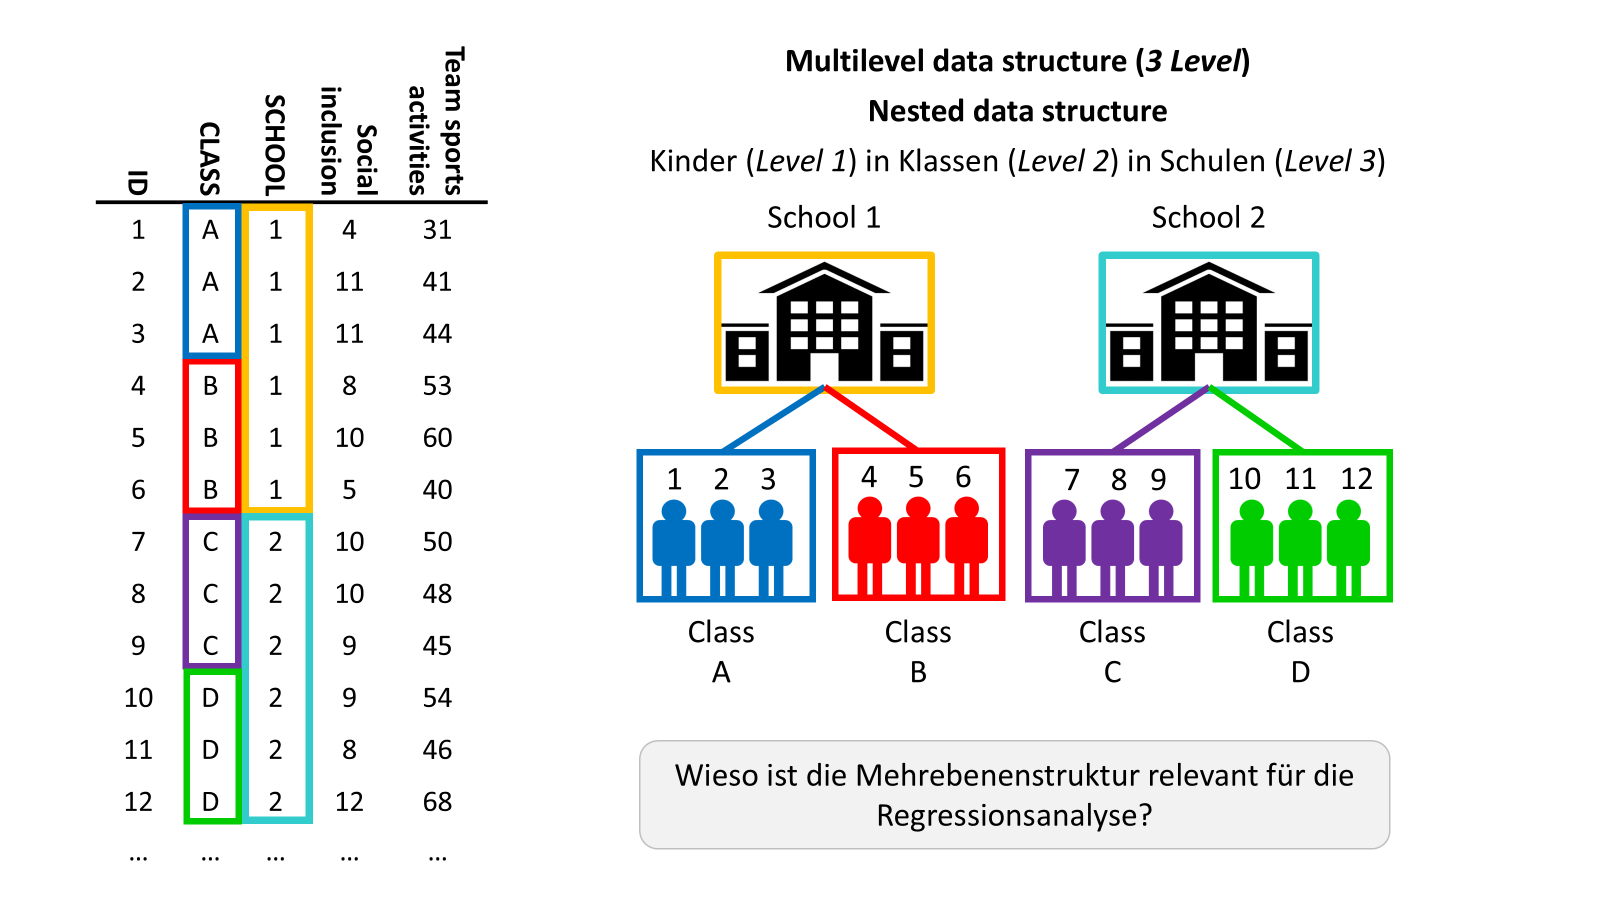 ID CLASS SCHOOL Social inclusion Team sports activities
1 A 1 4 31
2 A 1 11 41
3 A 1 11 44
4 B 1 8 53
5 B 1 10 60
6 B 1 5 40
7 C 2 10 50
8 C 2 10 48
9 C 2 9 45
10 D 2 9 54
11 D 2 8 46
12 D 2 12 68
... ... ... ... ...
Multilevel data structure (3 Level)
Nested data structure
Kinder (Level 1) in Klassen (Level 2) in Schulen (Level 3)
School 1 School 2
1 2 3 4 5 6 7 8 9 10 11 12
Class Class Class Class
A B C D
Wieso ist die Mehrebenenstruktur relevant für die
Regressionsanalyse?